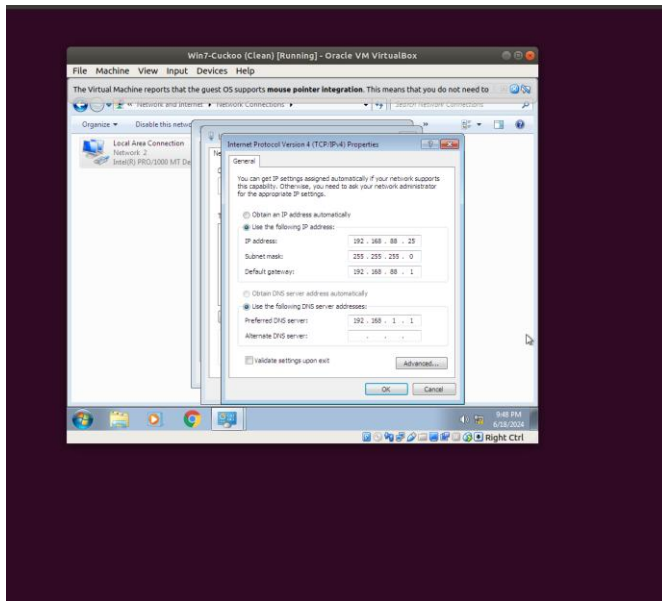 Win7-Cuckoo (Clean) [Running] - Oracle VM VirtualBox
File Machine View Input Devices Help
The Virtual Machine reports that the guest OS supports mouse pointer integration. This means that you do not need to
« Network and Internet ▸ Network Connections ▸
Search Network Connections
Organize
Disable this netwo
»
Local Area Connection
Network 2
Intel(R) PRO/1000 MT De
Internet Protocol Version 4 (TCP/IPv4) Properties
General
You can get IP settings assigned automatically if your network supports
this capability. Otherwise, you need to ask your network administrator
for the appropriate IP settings.
Obtain an IP address automatically
Use the following IP address:
IP address: 192 . 168 . 88 . 25
Subnet mask: 255 . 255 . 255 . 0
Default gateway: 192 . 168 . 88 . 1
Obtain DNS server address automatically
Use the following DNS server addresses:
Preferred DNS server: 192 . 168 . 1 . 1
Alternate DNS server: . . .
Validate settings upon exit
Advanced...
OK Cancel
9:48 PM
6/18/2024
Right Ctrl